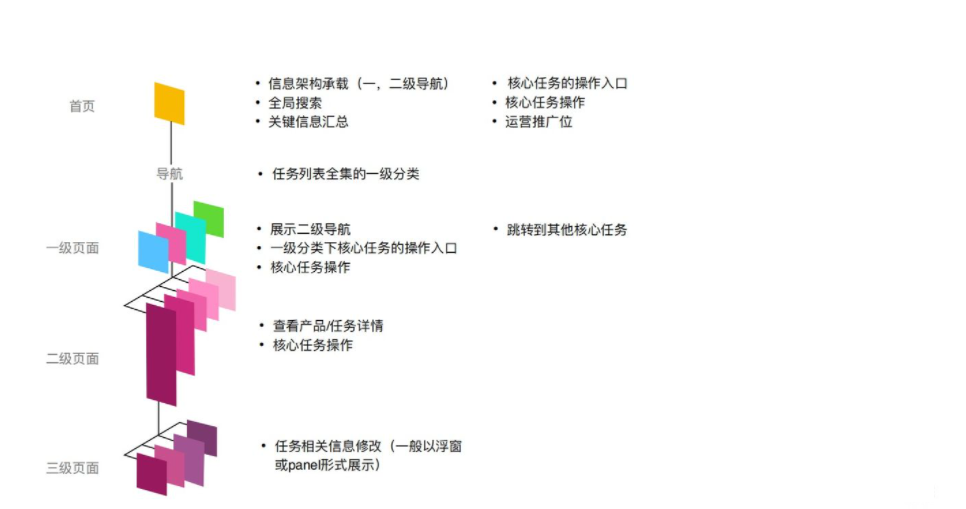 首页
• 信息架构承载（一，二级导航）
• 全局搜索
• 关键信息汇总
• 核心任务的操作入口
• 核心任务操作
• 运营推广位
导航
• 任务列表全集的一级分类
一级页面
• 展示二级导航
• 一级分类下核心任务的操作入口
• 核心任务操作
• 跳转到其他核心任务
二级页面
• 查看产品/任务详情
• 核心任务操作
三级页面
• 任务相关信息修改（一般以浮窗
或panel形式展示）